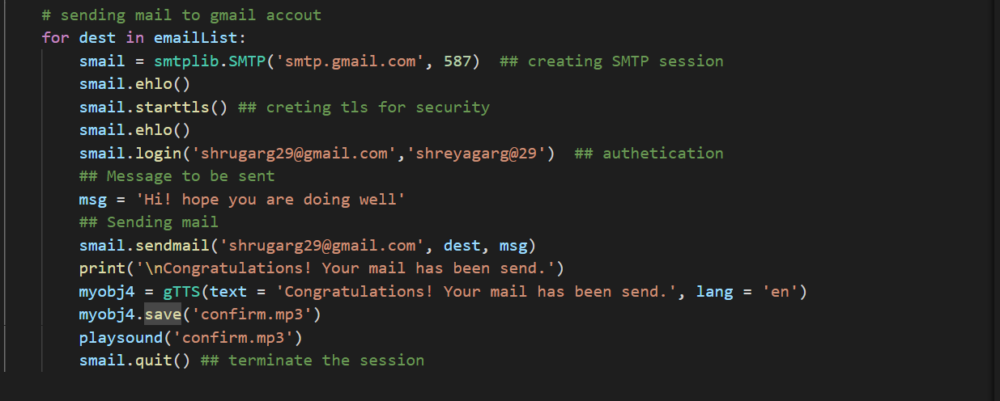 # sending mail to gmail accout
for dest in emailList:
smail = smtplib.SMTP('smtp.gmail.com', 587)  ## creating SMTP session
smail.ehlo()
smail.starttls() ## creting tls for security
smail.ehlo()
smail.login('shrugarg29@gmail.com','shreyagarg@29')  ## authetication
## Message to be sent
msg = 'Hi! hope you are doing well'
## Sending mail
smail.sendmail('shrugarg29@gmail.com', dest, msg)
print('\nCongratulations! Your mail has been send.')
myobj4 = gTTS(text = 'Congratulations! Your mail has been send.', lang = 'en')
myobj4.save('confirm.mp3')
playsound('confirm.mp3')
smail.quit() ## terminate the session